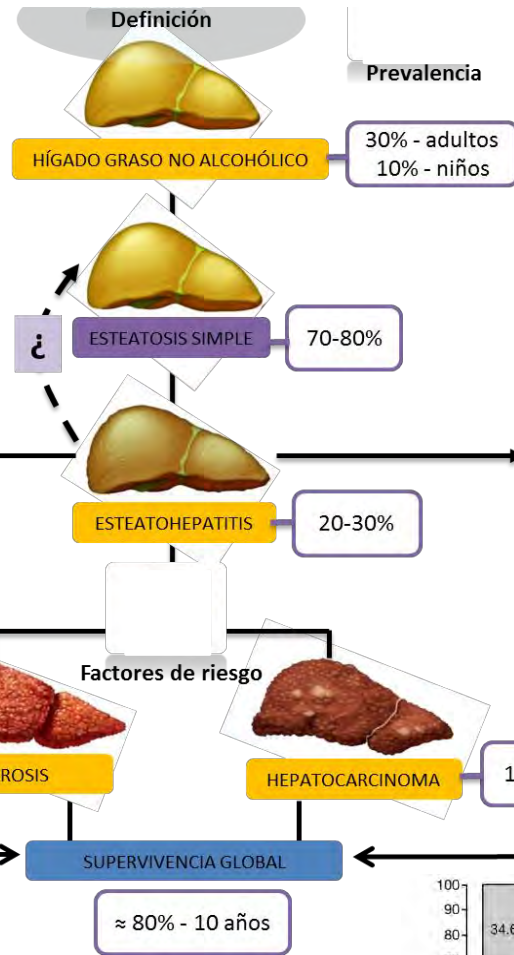 Definición
Prevalencia
HÍGADO GRASO NO ALCOHÓLICO
30% - adultos
10% - niños
ESTEATOSIS SIMPLE
70-80%
¿
ESTEATOHEPATITIS
20-30%
Factores de riesgo
ROSIS
HEPATOCARCINOMA
1
SUPERVIVENCIA GLOBAL
≈ 80% - 10 años
100
90
80
34.6